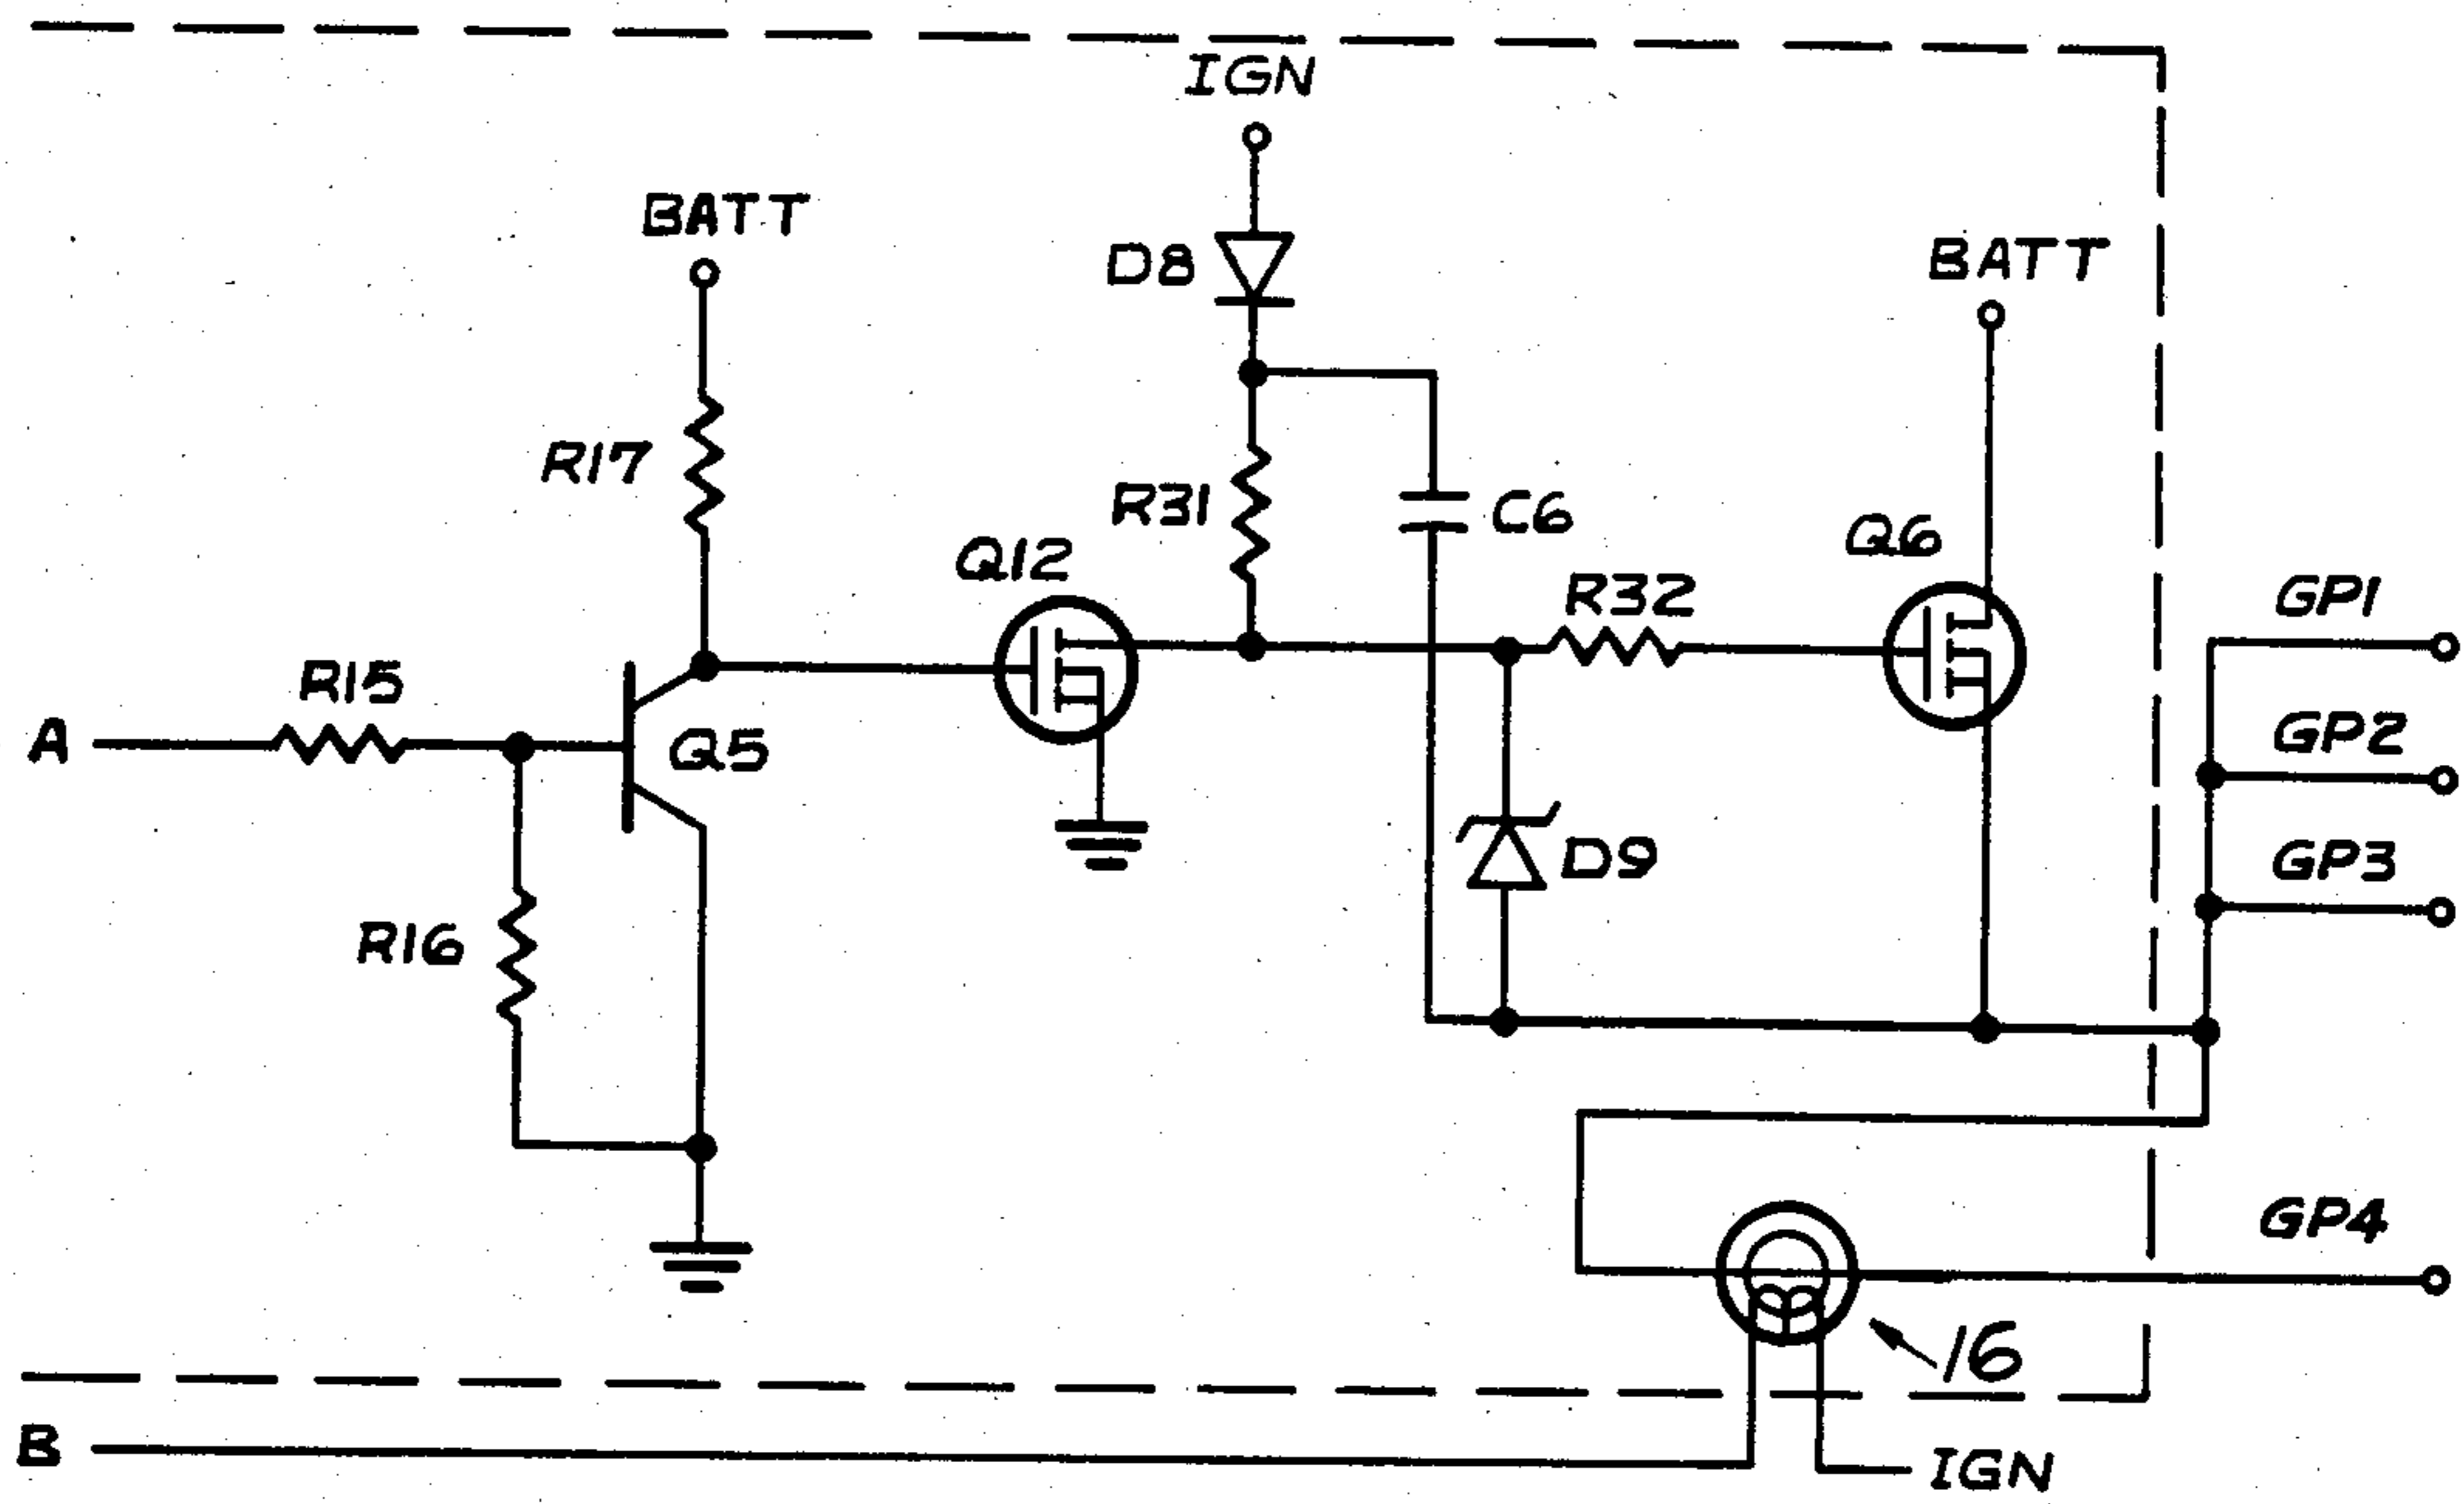 IGN
BATT
D8
BATT
R17
R31
C6
Q12
Q6
R32
GP1
R15
A
Q5
GP2
D9
GP3
R16
GP4
16
B
IGN